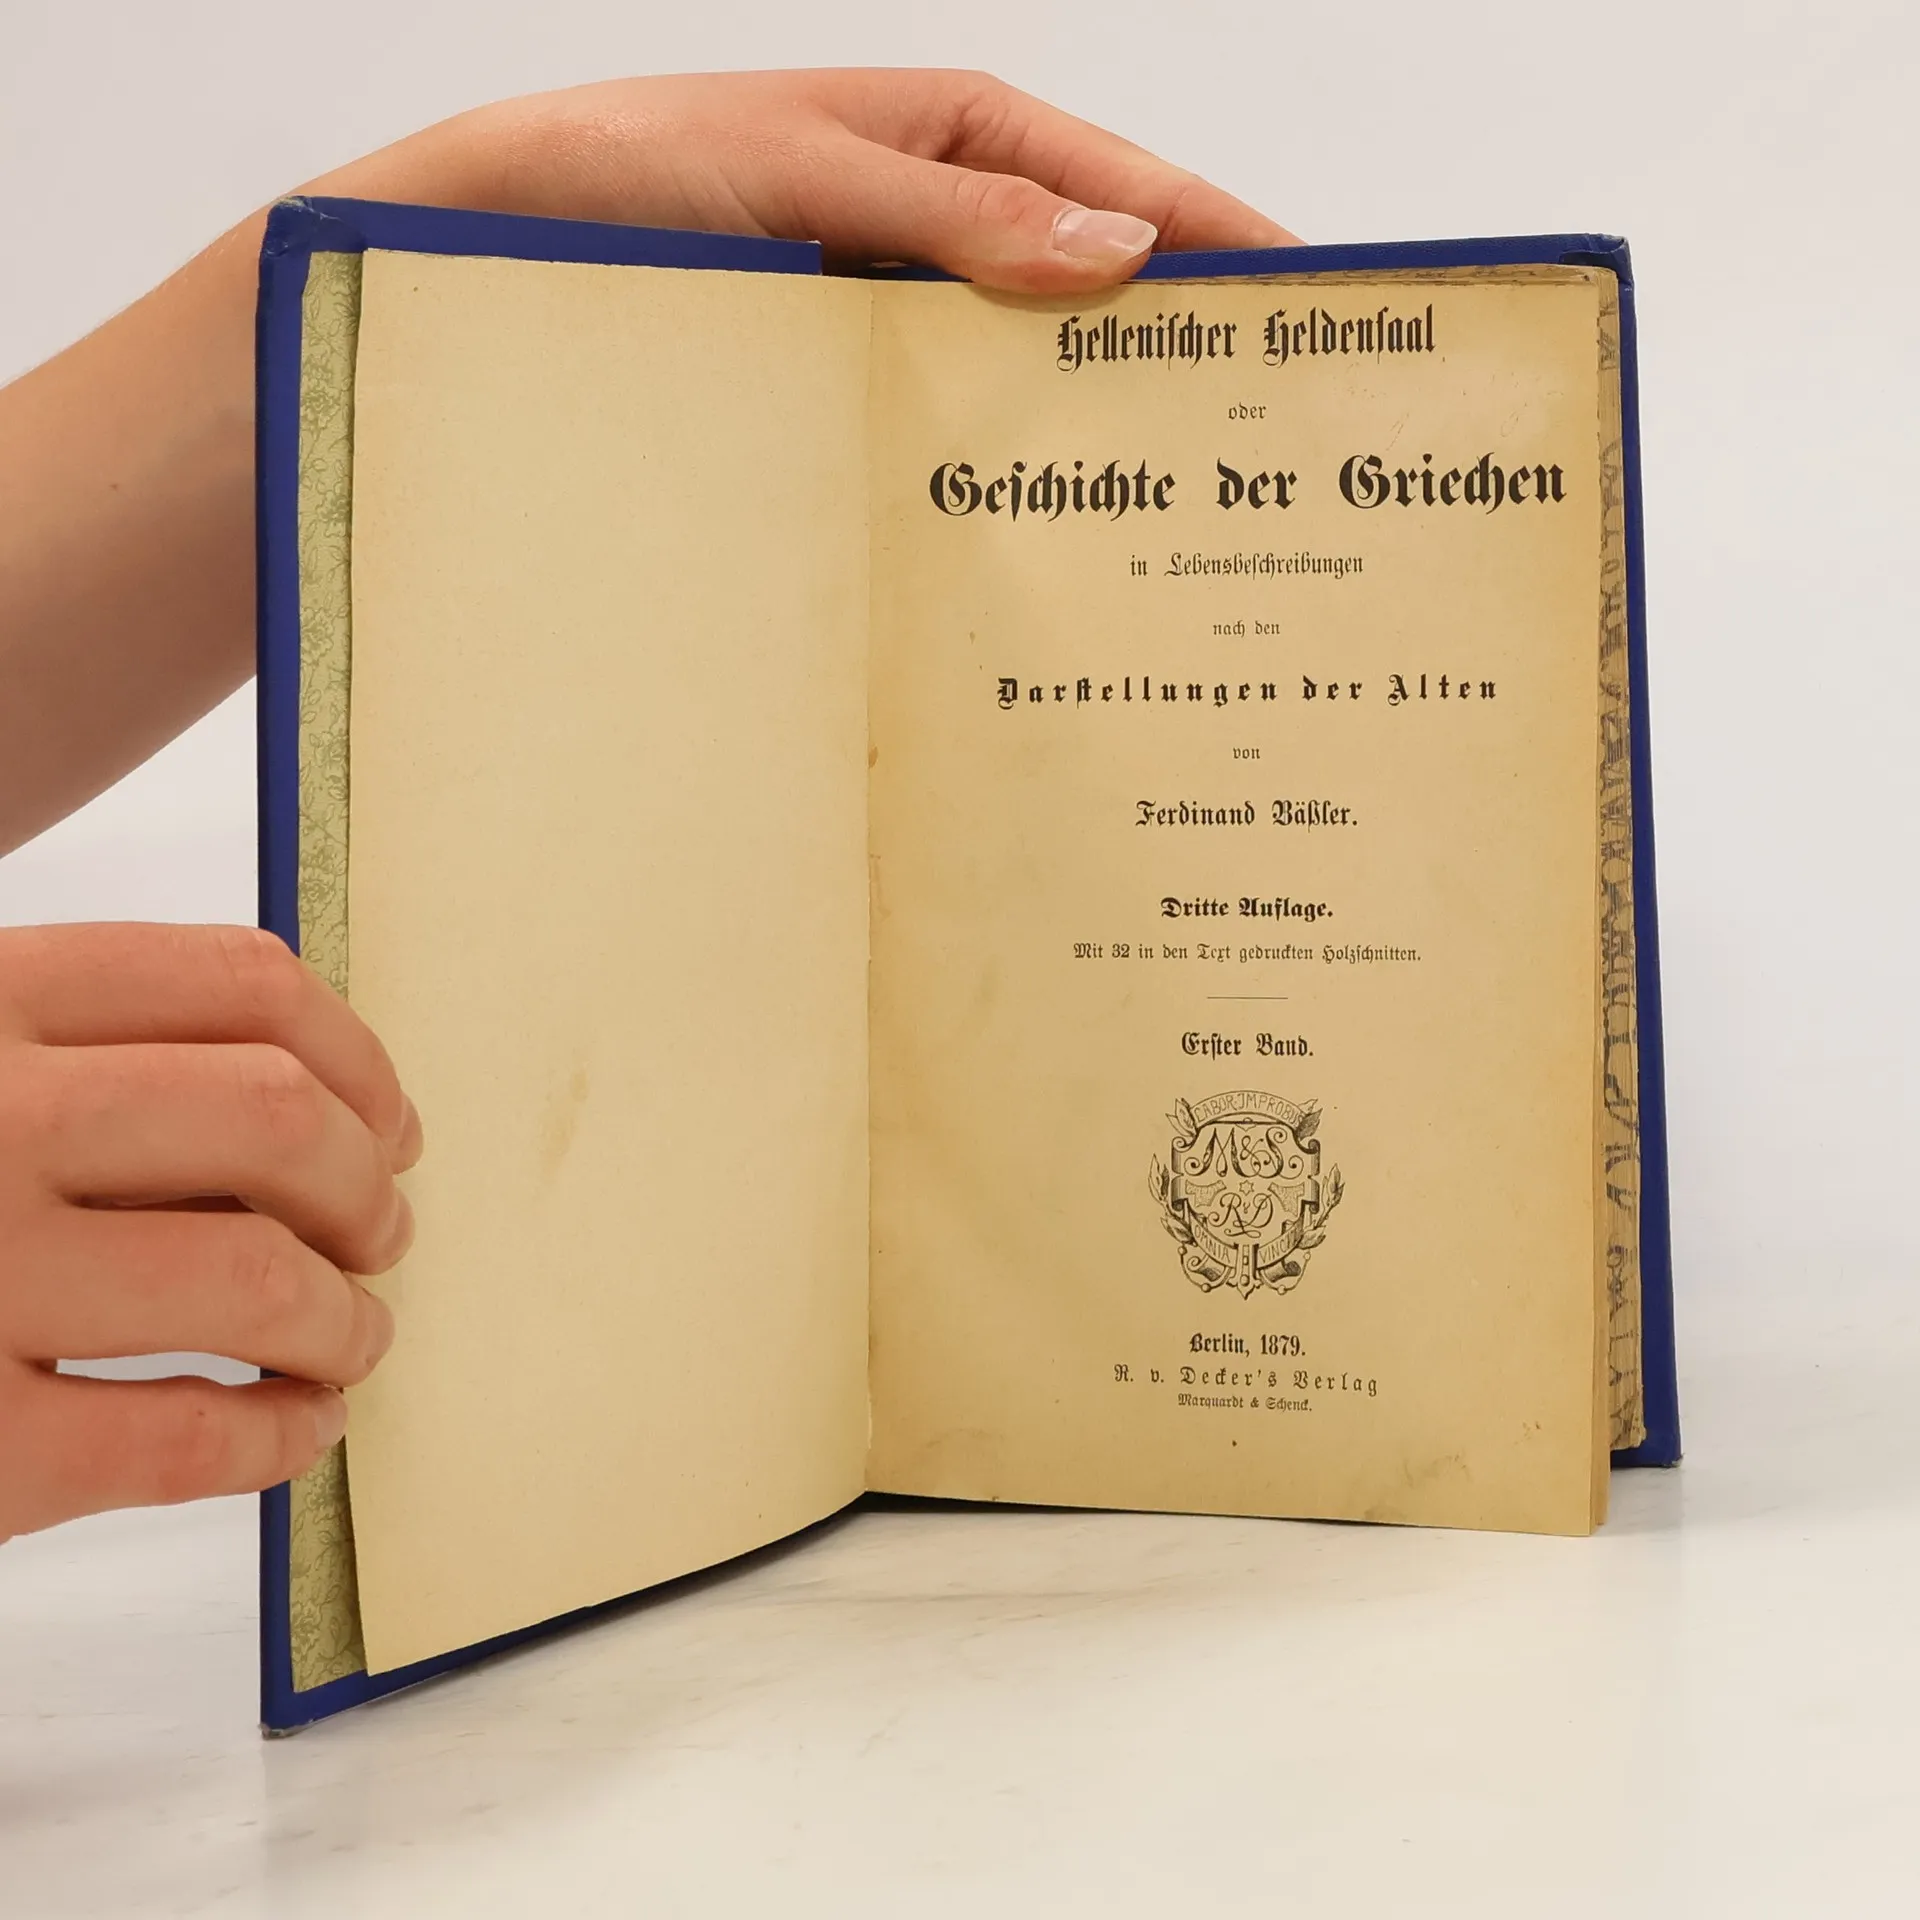 Helleniſcher Heldenſaal
oder
Geſchichte der Griechen
in Lebensbeſchreibungen
nach den
Darſtellungen der Alten
von
Ferdinand Bäßler.
Dritte Auflage.
Mit 32 in den Text gedruckten Holzſchnitten.
Erſter Band.
LABOR·IMPROBUS
M&S
R D
OMNIA VINCIT
Berlin, 1879.
R. v. Decker's Verlag
Marquardt & Schenck.